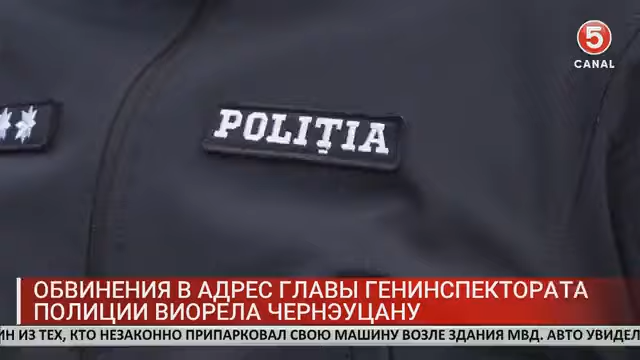 5
CANAL
POLIȚIA
ОБВИНЕНИЯ В АДРЕС ГЛАВЫ ГЕНИНСПЕКТОРАТА
ПОЛИЦИИ ВИОРЕЛА ЧЕРНЭУЦАНУ
ИЗ ТЕХ, КТО НЕЗАКОННО ПРИПАРКОВАЛ СВОЮ МАШИНУ ВОЗЛЕ ЗДАНИЯ МВД. АВТО